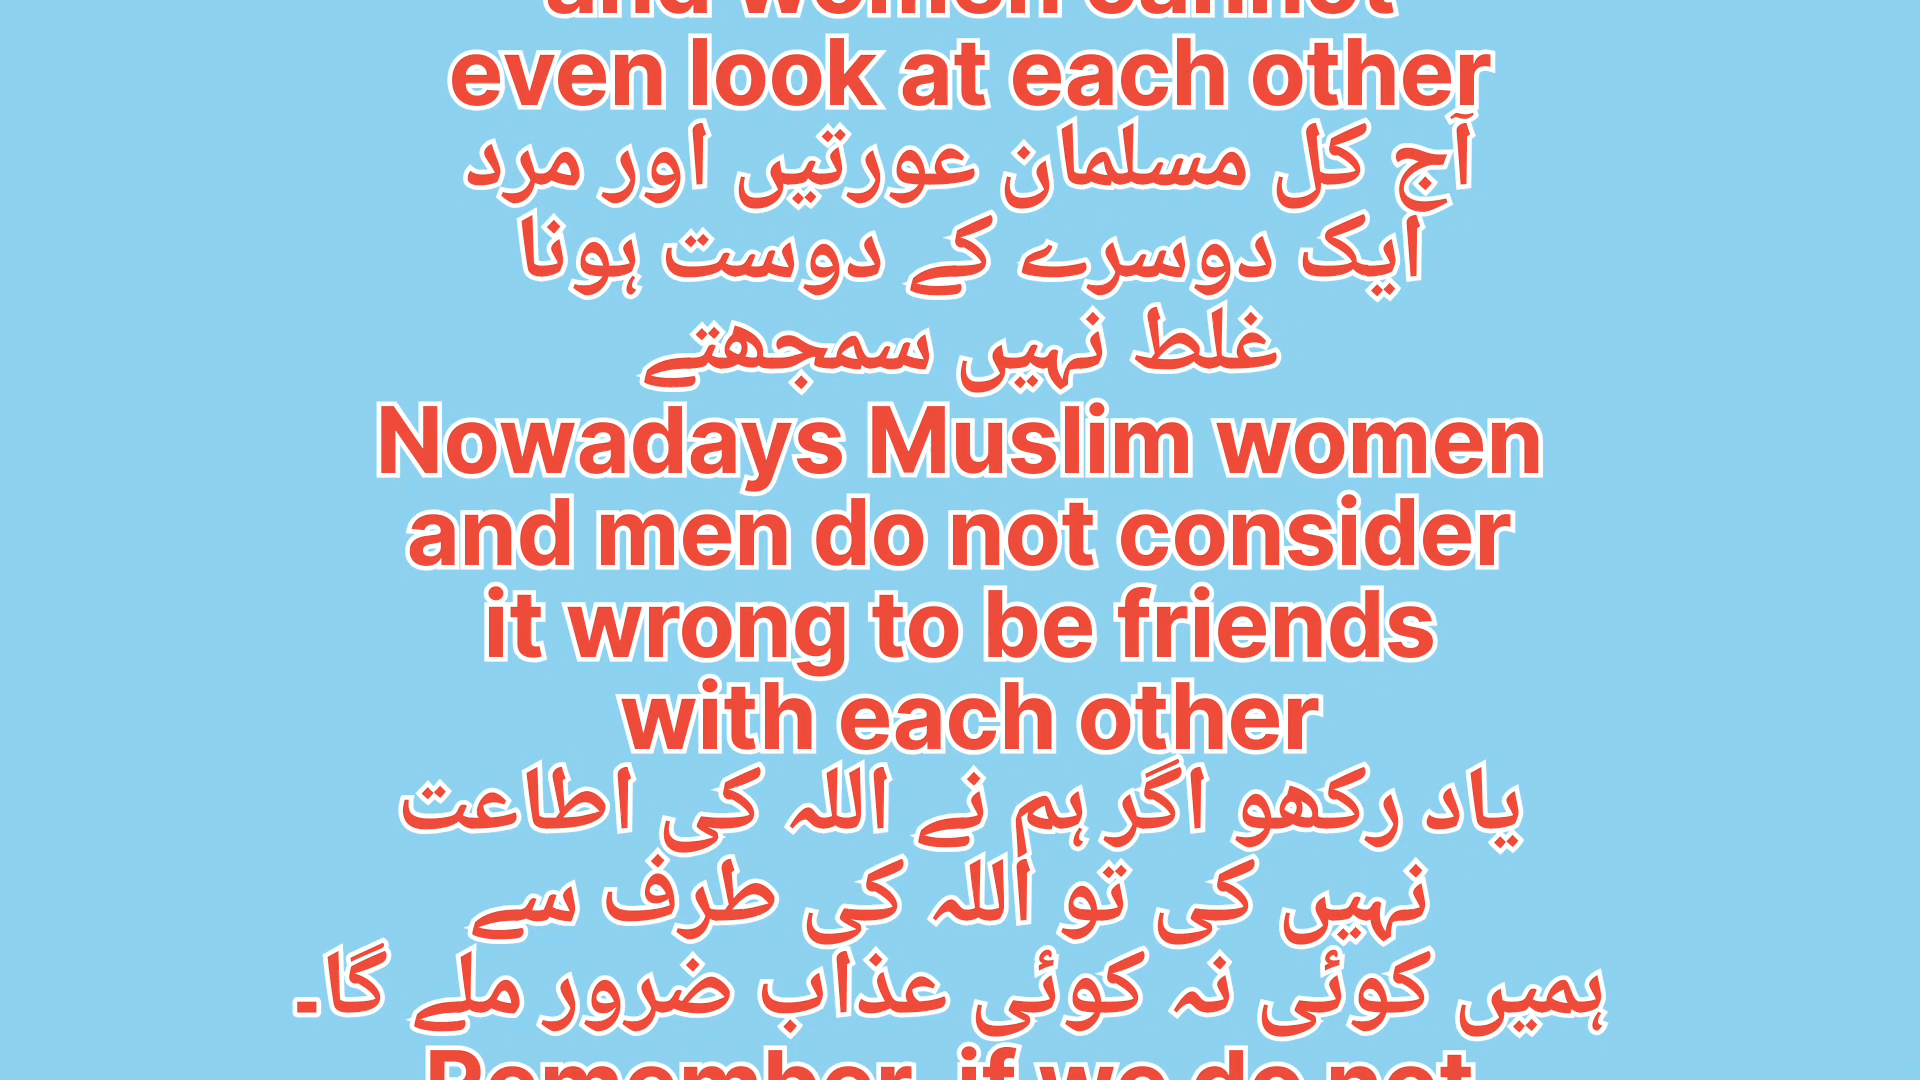 and women cannot
even look at each other
آج کل مسلمان عورتیں اور مرد
ایک دوسرے کے دوست ہونا
غلط نہیں سمجھتے
Nowadays Muslim women
and men do not consider
it wrong to be friends
with each other
یاد رکھو اگر ہم نے اللہ کی اطاعت
نہیں کی تو اللہ کی طرف سے
ہمیں کوئی نہ کوئی عذاب ضرور ملے گا۔
Remember, if we do not